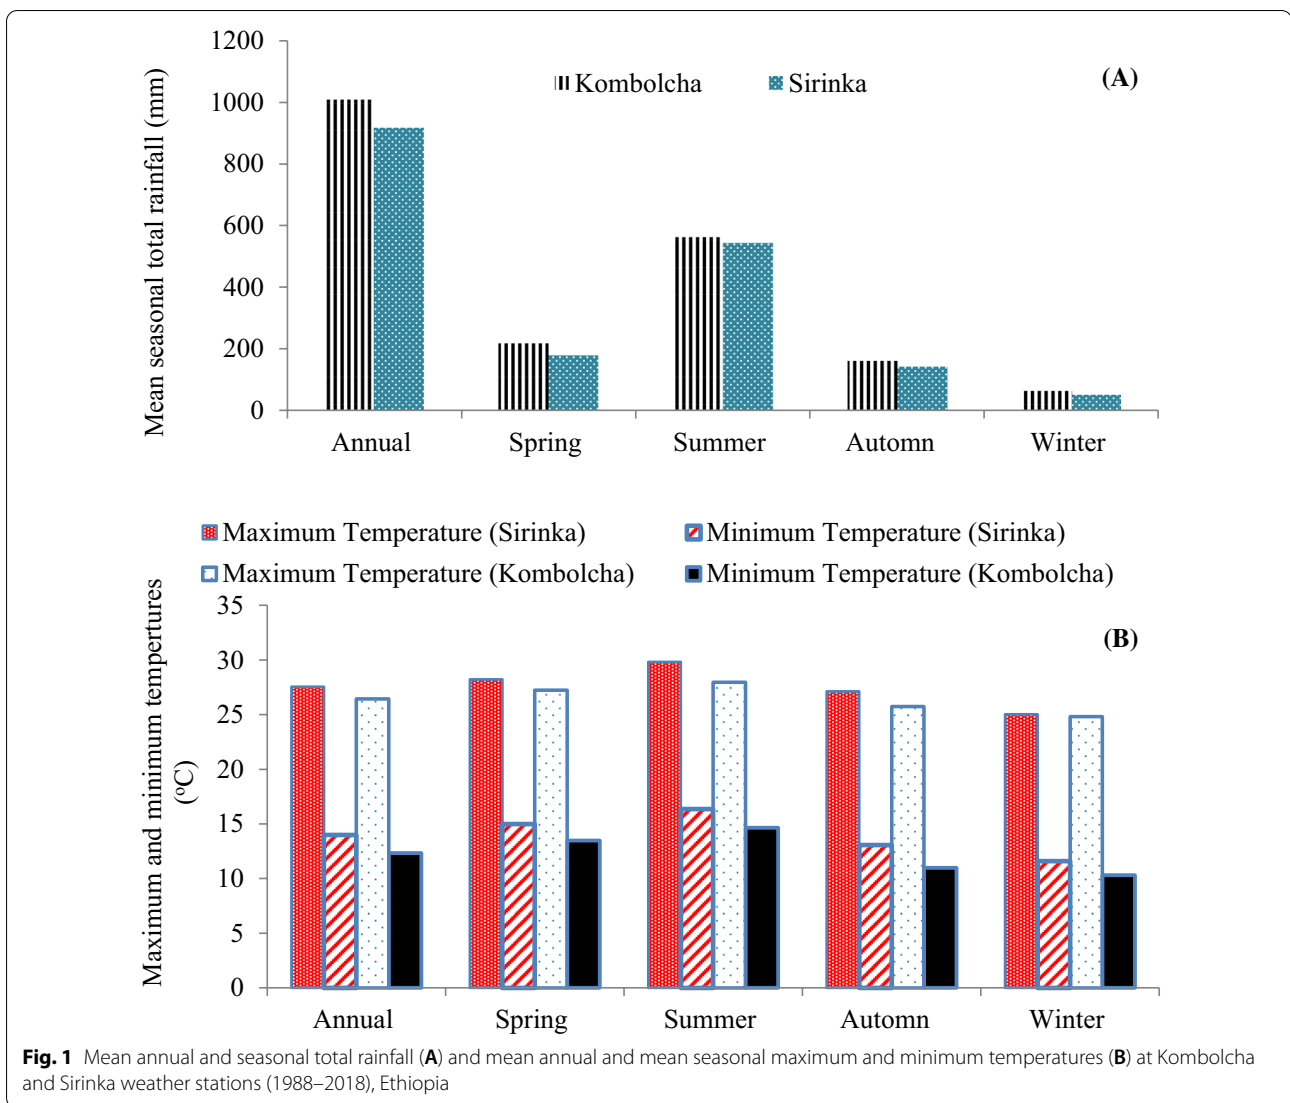 1200
1000
800
600
400
200
0
Mean seasonal total rainfall (mm)
Kombolcha
Sirinka
(A)
Annual Spring Summer Automn Winter
Maximum Temperature (Sirinka)
Minimum Temperature (Sirinka)
Maximum Temperature (Kombolcha)
Minimum Temperature (Kombolcha)
35
30
25
20
15
10
5
0
Maximum and minimum tempertures
(°C)
(B)
Annual Spring Summer Automn Winter
Fig. 1 Mean annual and seasonal total rainfall (A) and mean annual and mean seasonal maximum and minimum temperatures (B) at Kombolcha
and Sirinka weather stations (1988–2018), Ethiopia